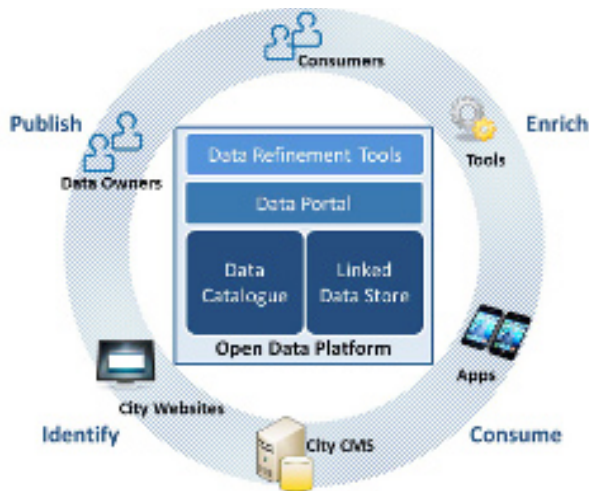 Consumers
Publish
Enrich
Data Owners
Tools
Data Refinement Tools
Data Portal
Data
Catalogue
Linked
Data Store
Open Data Platform
Apps
City Websites
Identify
City CMS
Consume